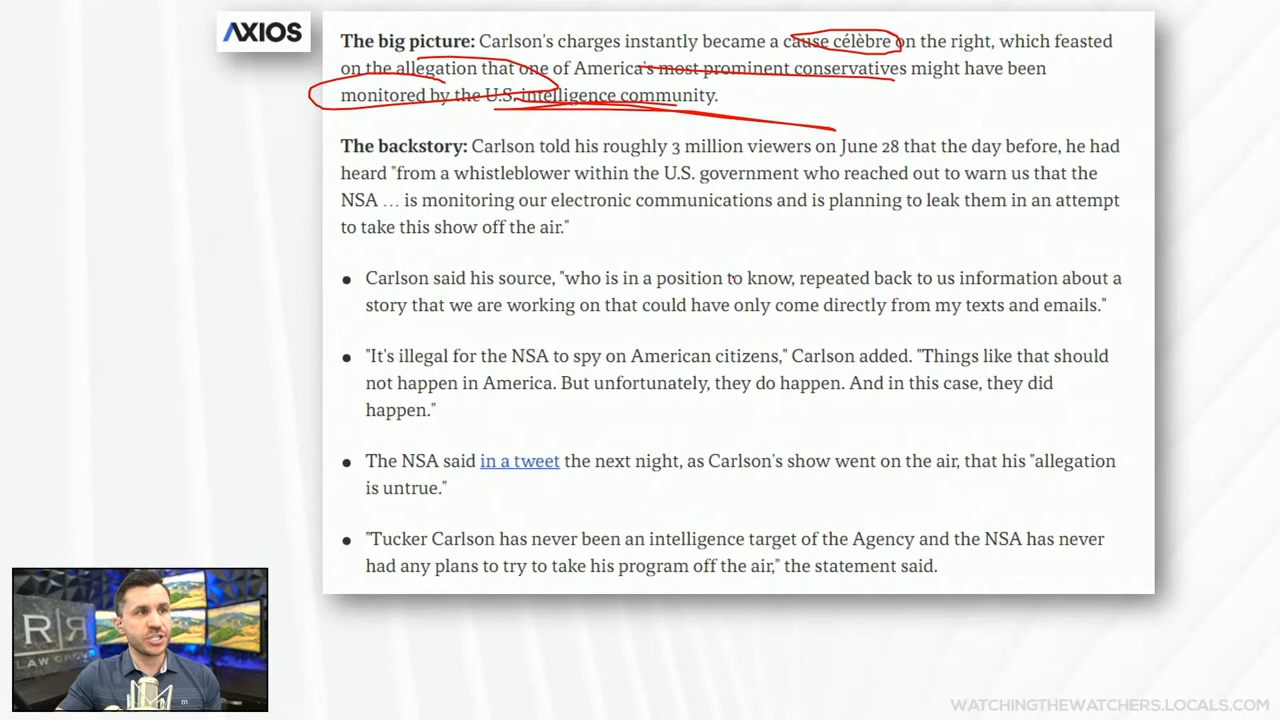 AXIOS
The big picture: Carlson's charges instantly became a cause célèbre on the right, which feasted
on the allegation that one of America's most prominent conservatives might have been
monitored by the U.S. intelligence community.
The backstory: Carlson told his roughly 3 million viewers on June 28 that the day before, he had
heard "from a whistleblower within the U.S. government who reached out to warn us that the
NSA … is monitoring our electronic communications and is planning to leak them in an attempt
to take this show off the air."
● Carlson said his source, "who is in a position to know, repeated back to us information about a
story that we are working on that could have only come directly from my texts and emails."
● "It's illegal for the NSA to spy on American citizens," Carlson added. "Things like that should
not happen in America. But unfortunately, they do happen. And in this case, they did
happen."
● The NSA said in a tweet the next night, as Carlson's show went on the air, that his "allegation
is untrue."
● "Tucker Carlson has never been an intelligence target of the Agency and the NSA has never
had any plans to try to take his program off the air," the statement said.
R R
LAW GROUP
WATCHINGTHEWATCHERS.LOCALS.COM